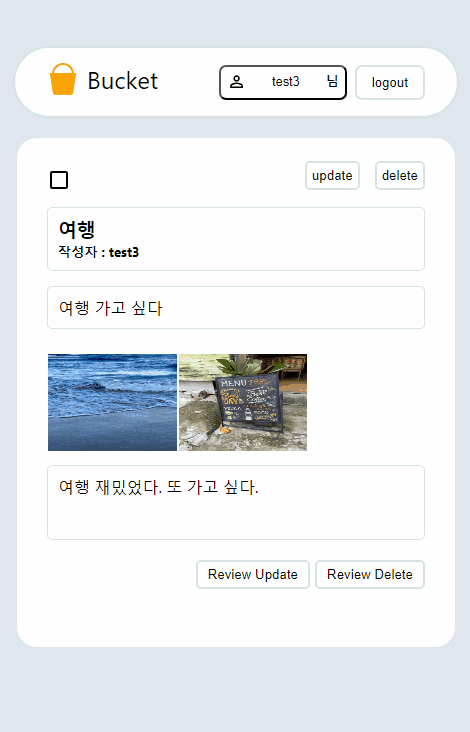 Bucket
test3 님
logout
update
delete
여행
작성자 : test3
여행 가고 싶다
MENU
여행 재밌었다. 또 가고 싶다.
Review Update
Review Delete